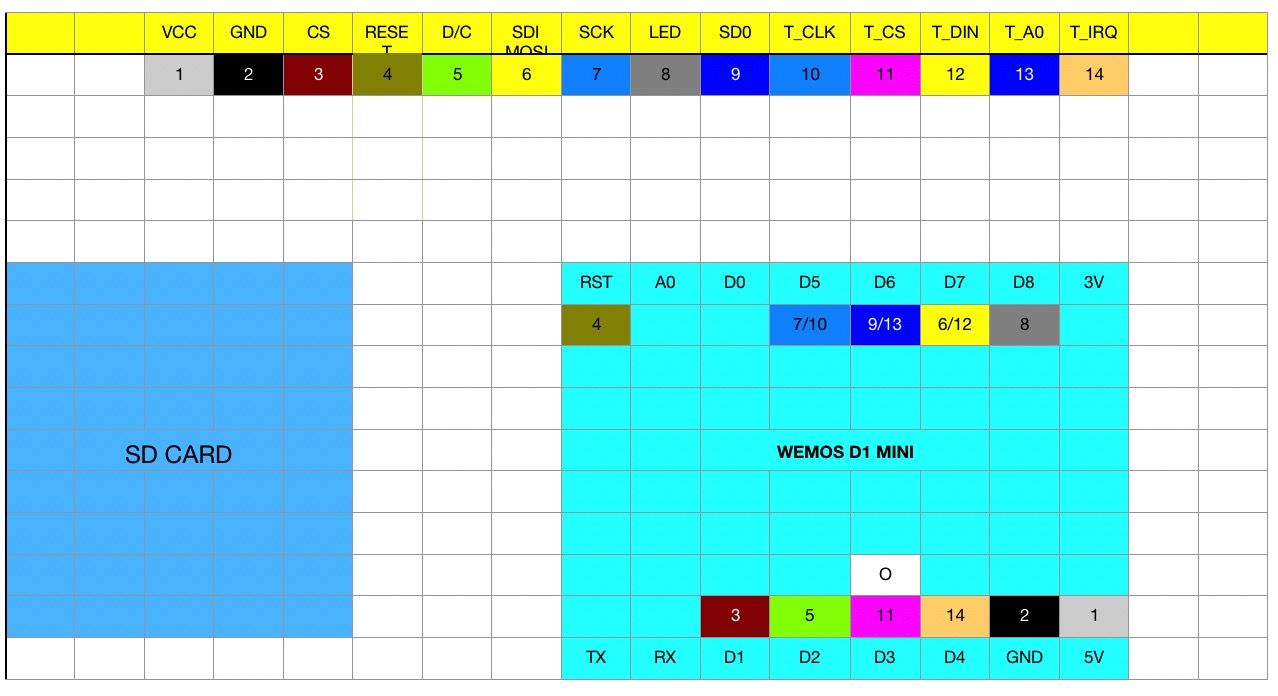 VCC GND CS RESE D/C SDI SCK LED SD0 T_CLK T_CS T_DIN T_A0 T_IRQ
T MOSI
1 2 3 4 5 6 7 8 9 10 11 12 13 14
RST A0 D0 D5 D6 D7 D8 3V
4 7/10 9/13 6/12 8
SD CARD WEMOS D1 MINI
O
3 5 11 14 2 1
TX RX D1 D2 D3 D4 GND 5V